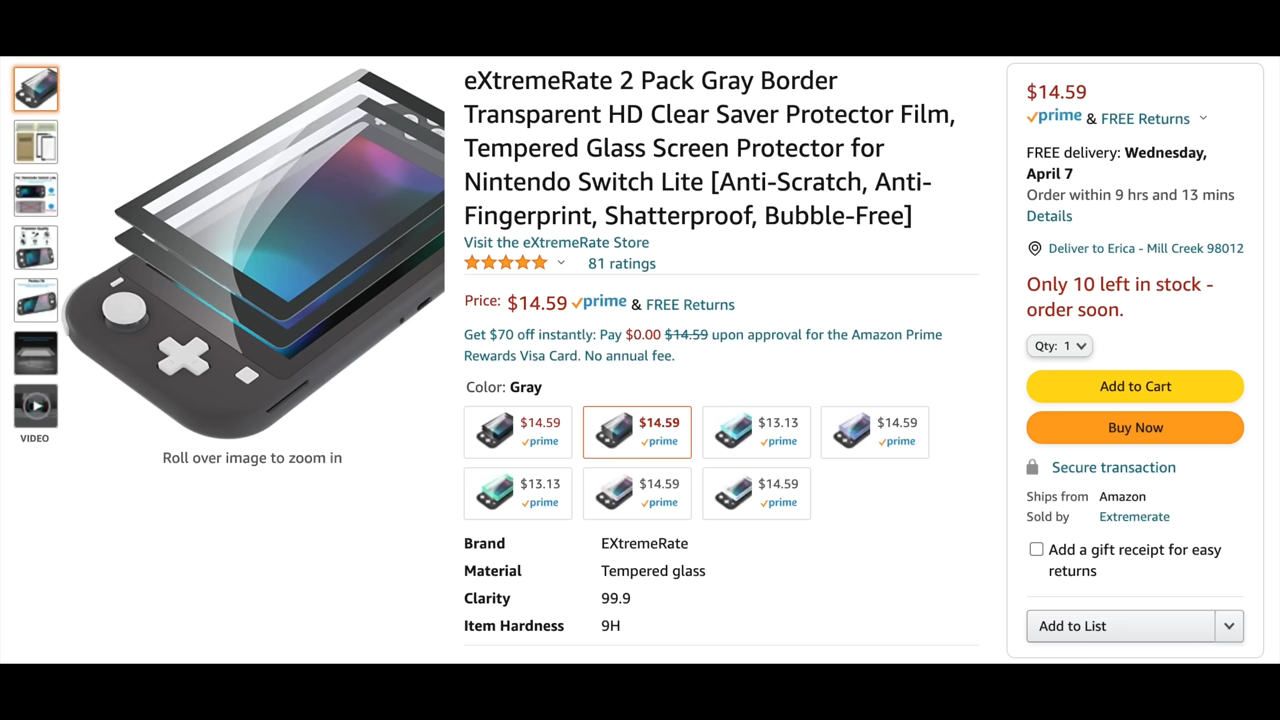 eXtremeRate 2 Pack Gray Border
Transparent HD Clear Saver Protector Film,
Tempered Glass Screen Protector for
Nintendo Switch Lite [Anti-Scratch, Anti-
Fingerprint, Shatterproof, Bubble-Free]
Visit the eXtremeRate Store
81 ratings
Price: $14.59 prime & FREE Returns
Get $70 off instantly: Pay $0.00 $14.59 upon approval for the Amazon Prime
Rewards Visa Card. No annual fee.
Color: Gray
$14.59 $14.59 $13.13 $14.59
prime prime prime prime
$13.13 $14.59 $14.59
prime prime prime
Brand EXtremeRate
Material Tempered glass
Clarity 99.9
Item Hardness 9H
VIDEO
Roll over image to zoom in
$14.59
prime & FREE Returns
FREE delivery: Wednesday,
April 7
Order within 9 hrs and 13 mins
Details
Deliver to Erica - Mill Creek 98012
Only 10 left in stock -
order soon.
Qty: 1
Add to Cart
Buy Now
Secure transaction
Ships from Amazon
Sold by Extremerate
Add a gift receipt for easy
returns
Add to List